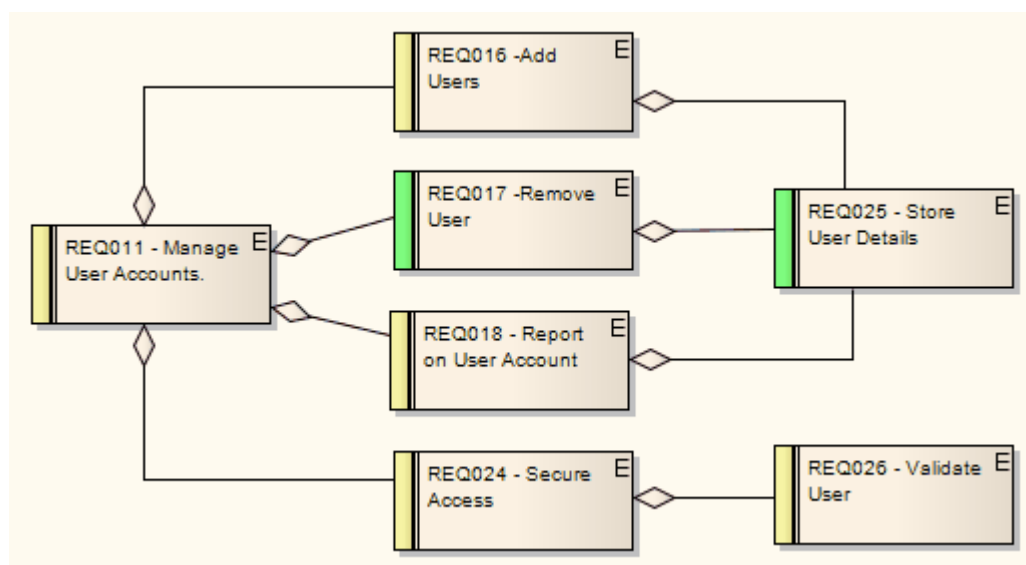 REQ016 -Add E
Users
REQ017 -Remove E
User
REQ025 - Store E
User Details
REQ011 - Manage E
User Accounts.
REQ018 - Report E
on User Account
REQ024 - Secure E
Access
REQ026 - Validate E
User